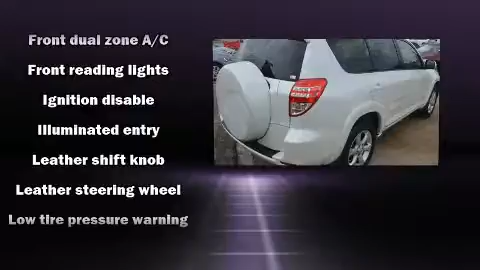 Front dual zone A/C
Front reading lights
Ignition disable
Illuminated entry
Leather shift knob
Leather steering wheel
Low tire pressure warning